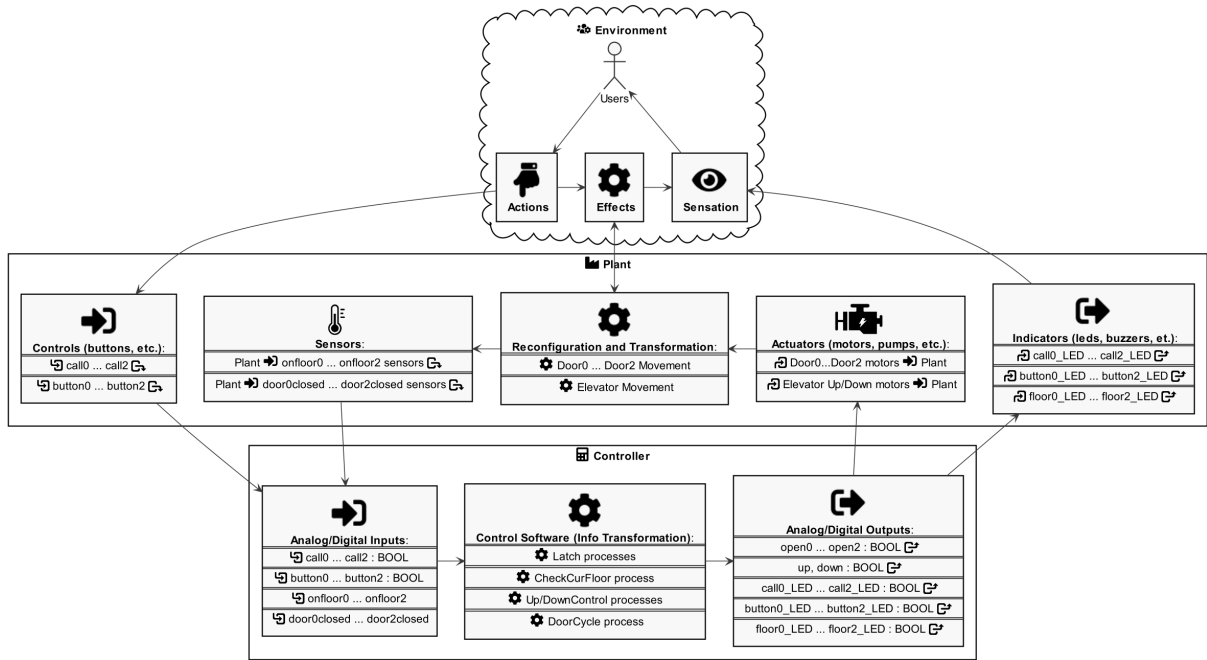 Environment
Users
Actions
Effects
Sensation
Plant
Controls (buttons, etc.):
call0 ... call2
button0 ... button2
Sensors:
Plant onfloor0 ... onfloor2 sensors
Plant door0closed ... door2closed sensors
Reconfiguration and Transformation:
Door0 ... Door2 Movement
Elevator Movement
Actuators (motors, pumps, etc.):
Door0...Door2 motors Plant
Elevator Up/Down motors Plant
Indicators (leds, buzzers, et.):
call0_LED ... call2_LED
button0_LED ... button2_LED
floor0_LED ... floor2_LED
Controller
Analog/Digital Inputs:
call0 ... call2 : BOOL
button0 ... button2 : BOOL
onfloor0 ... onfloor2
door0closed ... door2closed
Control Software (Info Transformation):
Latch processes
CheckCurFloor process
Up/DownControl processes
DoorCycle process
Analog/Digital Outputs:
open0 ... open2 : BOOL
up, down : BOOL
call0_LED ... call2_LED : BOOL
button0_LED ... button2_LED : BOOL
floor0_LED ... floor2_LED : BOOL